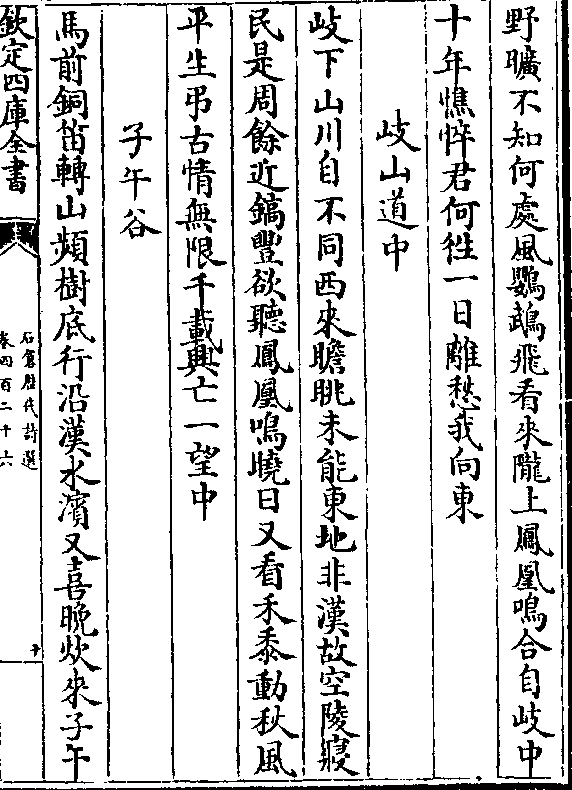 野曠不知何處風鸚鵡飛看來隴上鳳凰鳴合自岐中
十年憔悴君何徃一日離愁我向東
岐山道中
岐下山川自不同西來瞻眺未能東地非漢故空陵寢
民是周餘近鎬豐欲聽鳳凰鳴曉日又看禾黍動秋風
平生弔古情無限千載興亡一望中
子午谷
馬前銅笛轉山頻樹底行沿漢水濱又喜晩炊來子午
欽定四庫全書
石倉歴代詩選
卷四百二十六